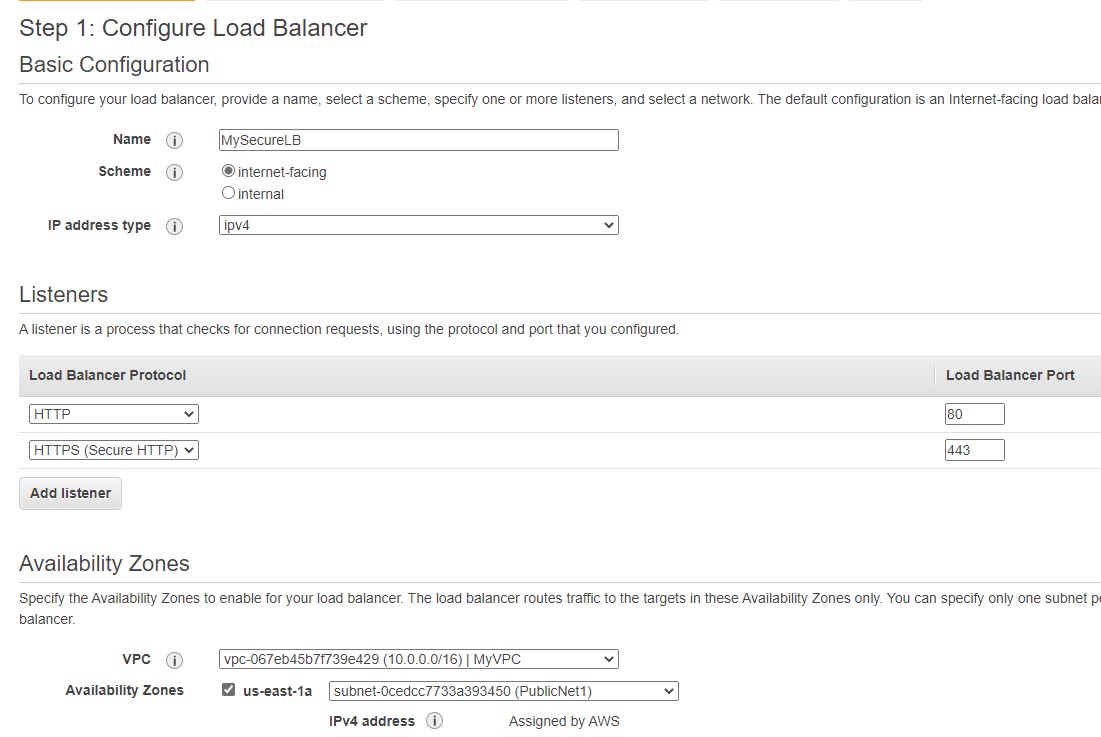 Step 1: Configure Load Balancer
Basic Configuration
To configure your load balancer, provide a name, select a scheme, specify one or more listeners, and select a network. The default configuration is an Internet-facing load
Name i MySecureLB
Scheme i internet-facing
internal
IP address type i ipv4
Listeners
A listener is a process that checks for connection requests, using the protocol and port that you configured.
Load Balancer Protocol Load Balancer Port
HTTP 80
HTTPS (Secure HTTP) 443
Add listener
Availability Zones
Specify the Availability Zones to enable for your load balancer. The load balancer routes traffic to the targets in these Availability Zones only. You can specify only one subnet
balancer.
VPC i vpc-067eb45b7f739e429 (10.0.0.0/16) | MyVPC
Availability Zones us-east-1a subnet-0cedcc7733a393450 (PublicNet1)
IPv4 address i Assigned by AWS